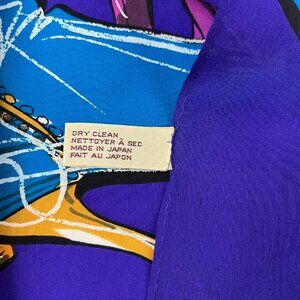 DRY CLEAN
NETTOYER À SEC
MADE IN JAPAN
FAIT AU JAPON